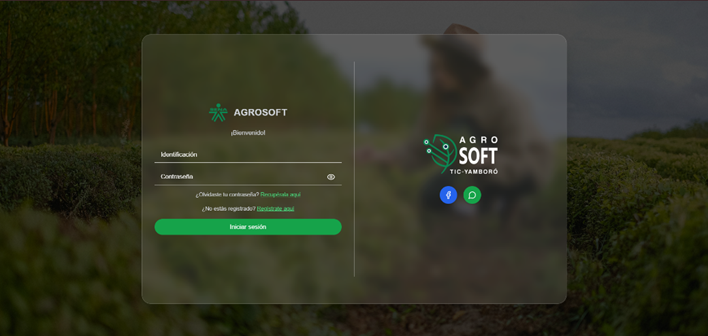 AGROSOFT
¡Bienvenido!
Identificación
Contraseña
¿Olvidaste tu contraseña? Recupérala aquí
¿No estás registrado? Regístrate aquí
Iniciar sesión
AGRO
SOFT
TIC-YAMBORÓ